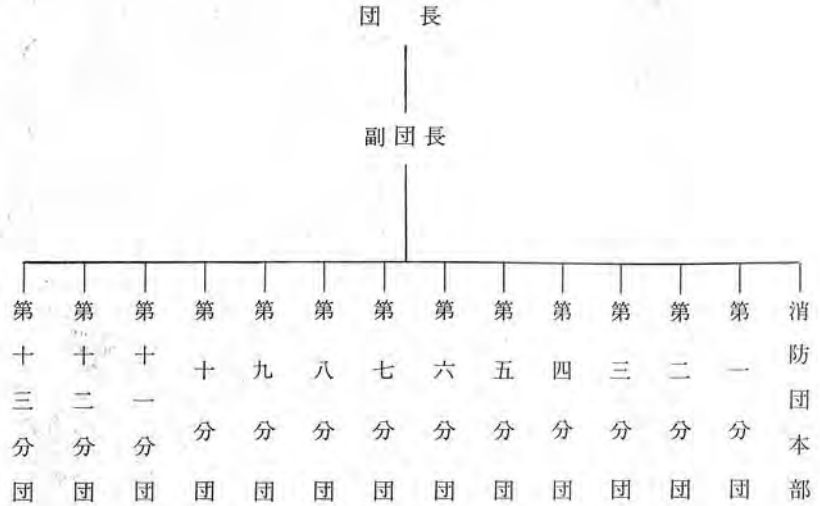 団長
副団長
消防団本部
第一分団
第二分団
第三分団
第四分団
第五分団
第六分団
第七分団
第八分団
第九分団
第十分団
第十一分団
第十二分団
第十三分団